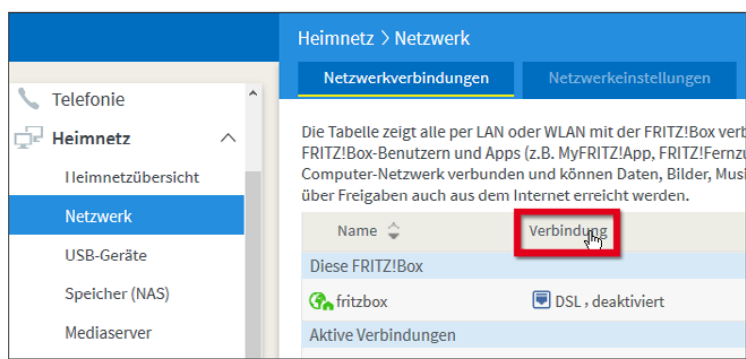 Heimnetz > Netzwerk
Netzwerkverbindungen
Netzwerkeinstellungen
Telefonie
Heimnetz
Heimnetzübersicht
Netzwerk
USB-Geräte
Speicher (NAS)
Mediaserver
Die Tabelle zeigt alle per LAN oder WLAN mit der FRITZ!Box verb
FRITZ!Box-Benutzern und Apps (z.B. MyFRITZ!App, FRITZ!Fernzu
Computer-Netzwerk verbunden und können Daten, Bilder, Musi
über Freigaben auch aus dem Internet erreicht werden.
Name
Verbindung
Diese FRITZ!Box
fritzbox
DSL , deaktiviert
Aktive Verbindungen